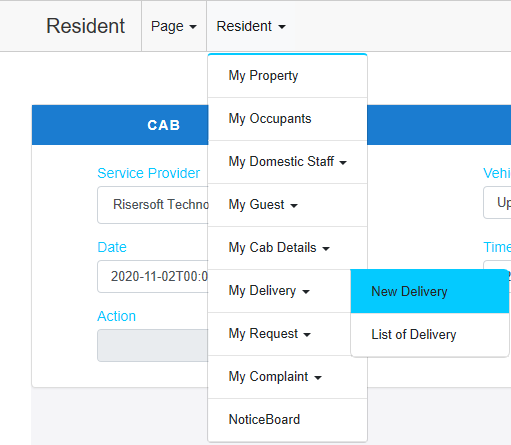 Resident
Page
Resident
My Property
My Occupants
My Domestic Staff
My Guest
My Cab Details
My Delivery
New Delivery
List of Delivery
My Request
My Complaint
NoticeBoard
CAB
Service Provider
Risersoft Techno
Vehi
Up
Date
2020-11-02T00:0
Time
Action